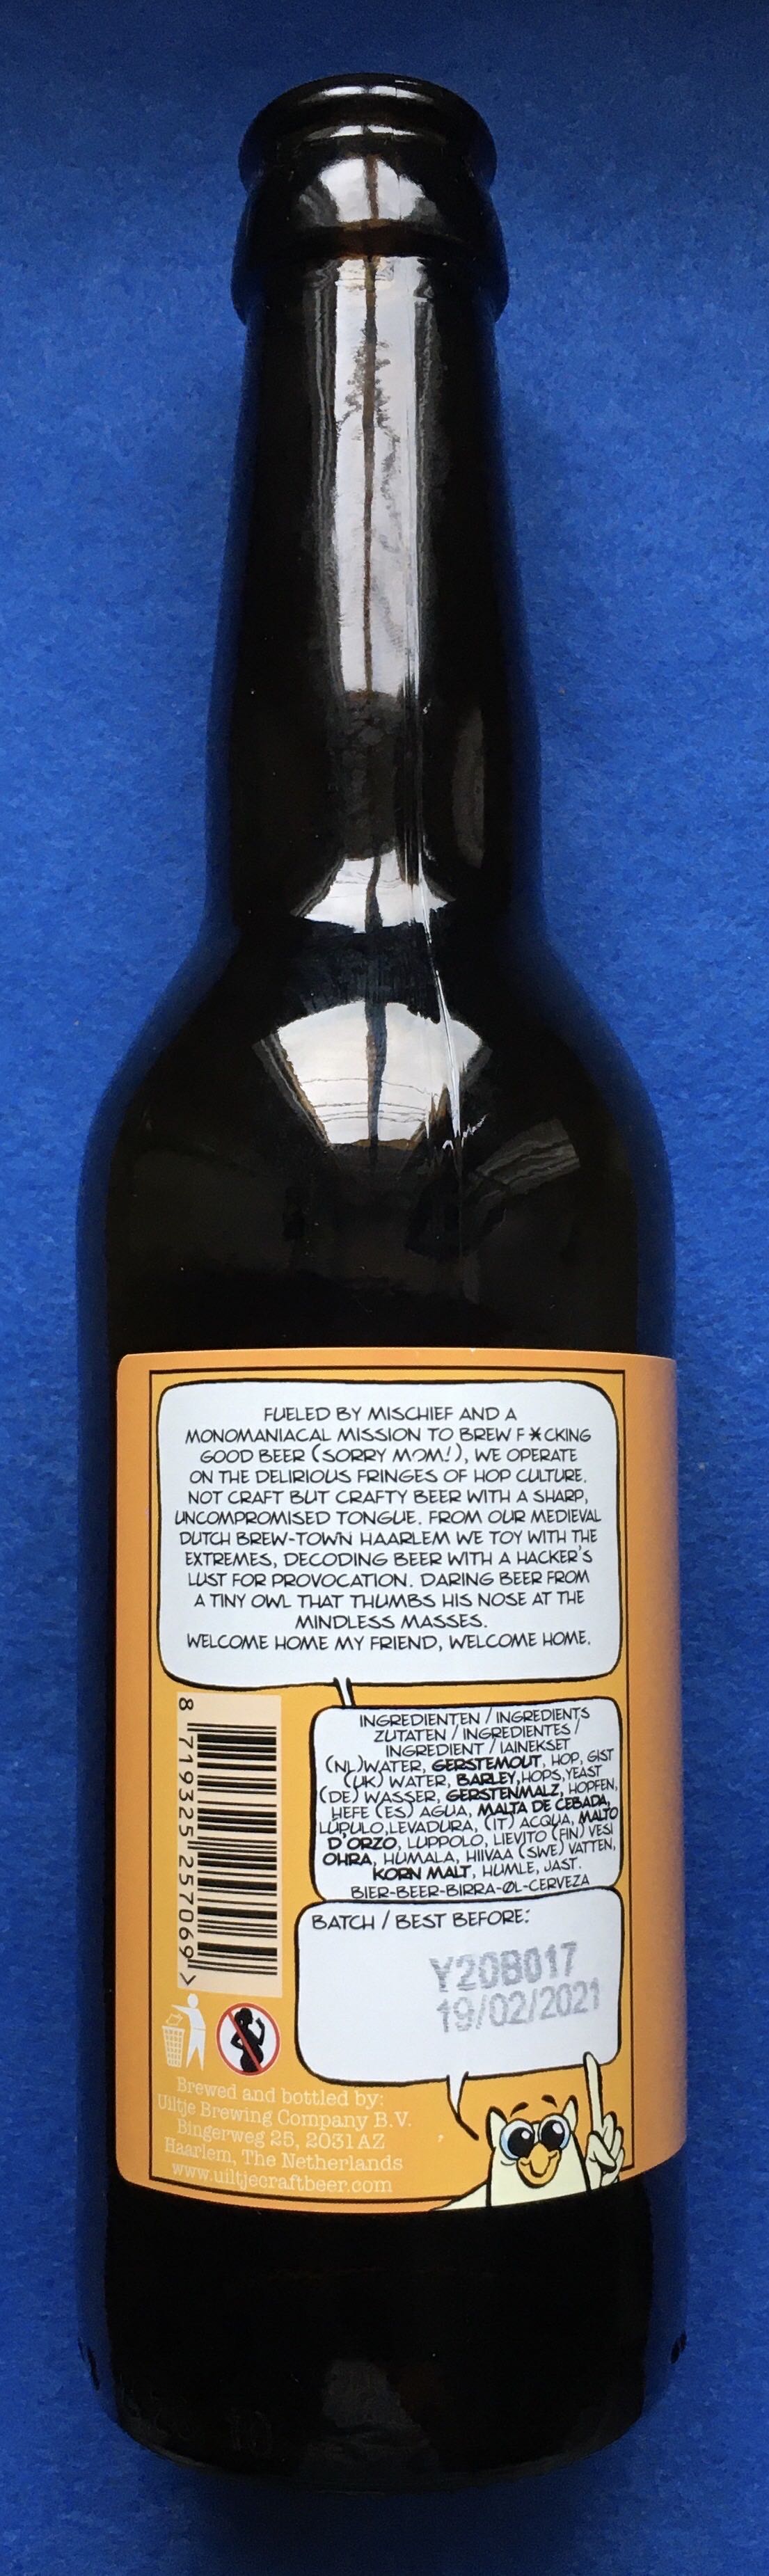 FUELED BY MISCHIEF AND A
MONOMANIACAL MISSION TO BREW F*CKING
GOOD BEER (SORRY MOM!), WE OPERATE
ON THE DELIRIOUS FRINGES OF HOP CULTURE.
NOT CRAFT BUT CRAFTY BEER WITH A SHARP,
UNCOMPROMISED TONGUE. FROM OUR MEDIEVAL
DUTCH BREW-TOWN HAARLEM WE TOY WITH THE
EXTREMES, DECODING BEER WITH A HACKER'S
LUST FOR PROVOCATION. DARING BEER FROM
A TINY OWL THAT THUMBS HIS NOSE AT THE
MINDLESS MASSES.
WELCOME HOME MY FRIEND, WELCOME HOME.
8 719325 257069 >
INGREDIENTEN / INGREDIENTS
ZUTATEN / INGREDIENTES /
INGREDIENT / IAINEKSET
(NL)WATER, GERSTEMOUT, HOP, GIST
(UK) WATER, BARLEY,HOPS,YEAST
(DE) WASSER, GERSTENMALZ, HOPFEN,
HEFE (ES) AGUA, MALTA DE CEBADA,
LÚPULO,LEVADURA, (IT) ACQUA, MALTO
D'ORZO, LUPPOLO, LIEVITO (FIN) VESI
OHRA, HUMALA, HIIVAA (SWE) VATTEN,
KORN MALT, HUMLE, JAST.
BIER-BEER-BIRRA-ØL-CERVEZA
BATCH / BEST BEFORE:
Y20B017
19/02/2021
Brewed and bottled by:
Uiltje Brewing Company B.V.
Bingerweg 25, 2031AZ
Haarlem, The Netherlands
www.uiltjecraftbeer.com